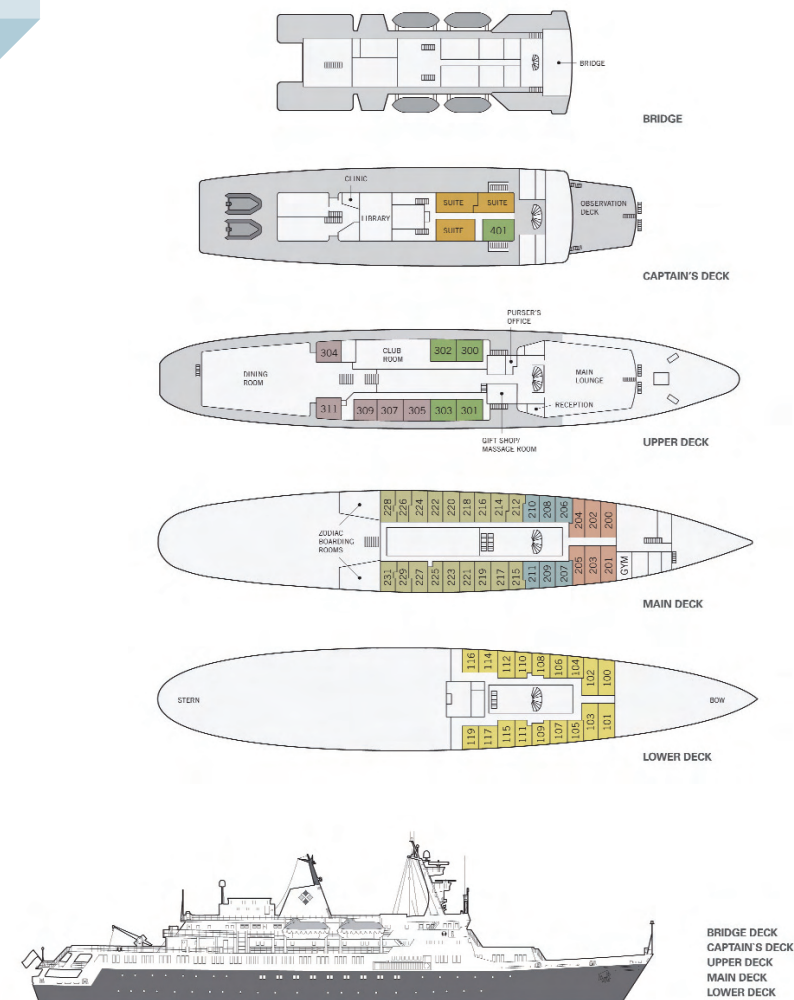 BRIDGE
BRIDGE
CLINIC
LIBRARY
SUITE
SUITE
SUITE
401
OBSERVATION
DECK
CAPTAIN'S DECK
PURSER'S
OFFICE
304
CLUB
ROOM
302
300
DINING
ROOM
MAIN
LOUNGE
311
309
307
305
303
301
RECEPTION
GIFT SHOP/
MASSAGE ROOM
UPPER DECK
228
226
224
222
220
218
216
214
212
210
208
206
204
202
200
ZODIAC
BOARDING
ROOMS
231
229
227
225
223
221
219
217
215
211
209
207
205
203
201
GYM
MAIN DECK
116
114
112
110
108
106
104
102
100
STERN
BOW
119
117
115
111
109
107
105
103
101
LOWER DECK
BRIDGE DECK
CAPTAIN'S DECK
UPPER DECK
MAIN DECK
LOWER DECK